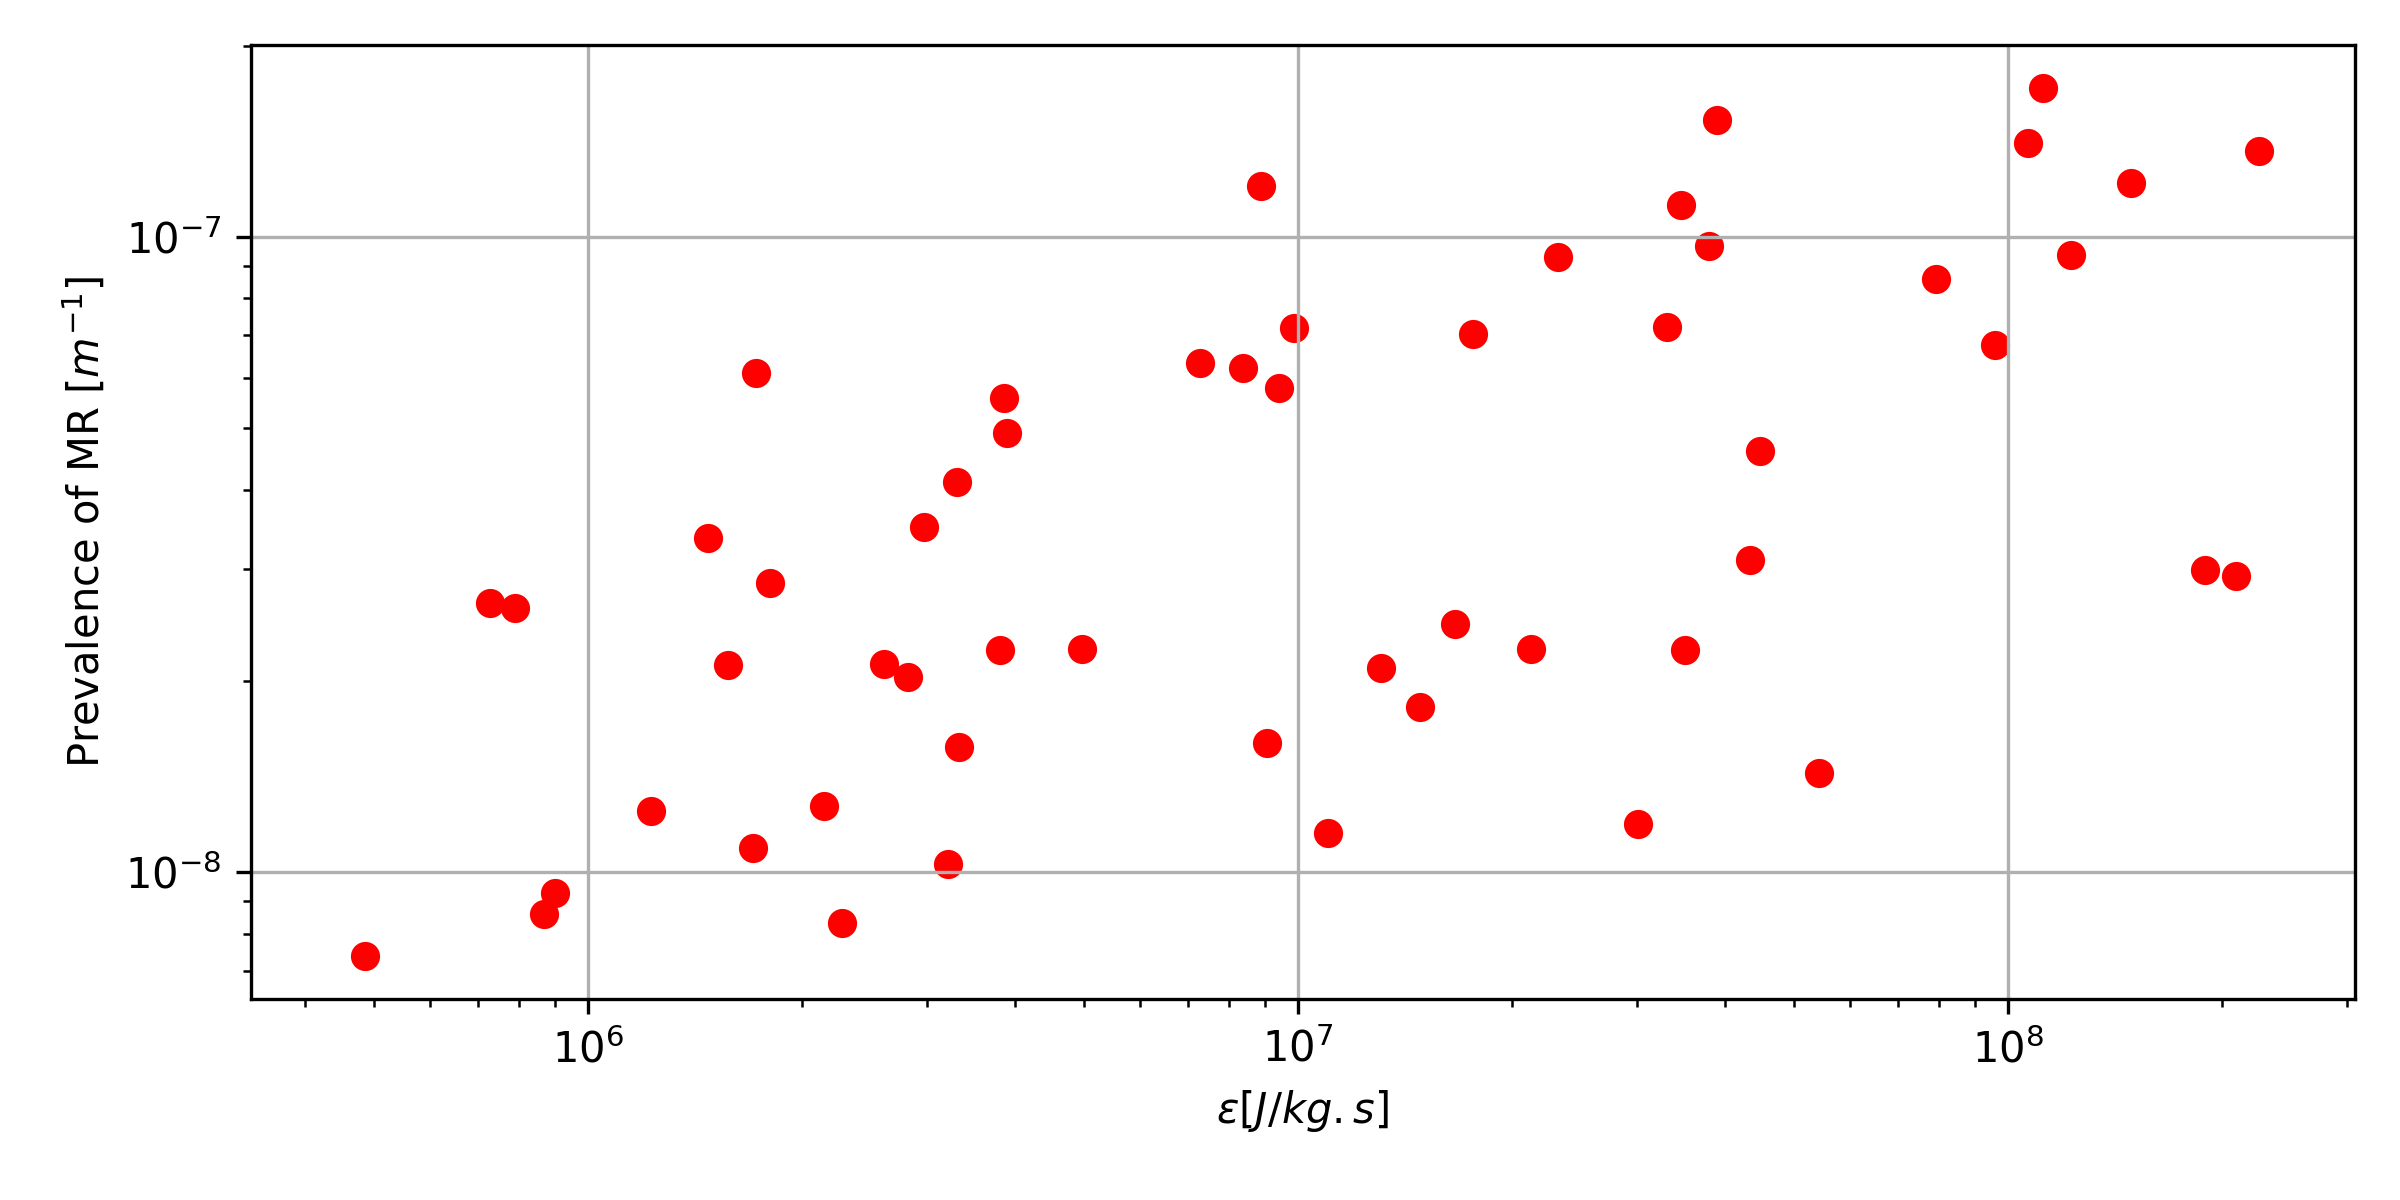 Prevalence of MR [m⁻¹]
10⁻⁷
10⁻⁸
10⁶ 10⁷ 10⁸
ε[J/kg.s]